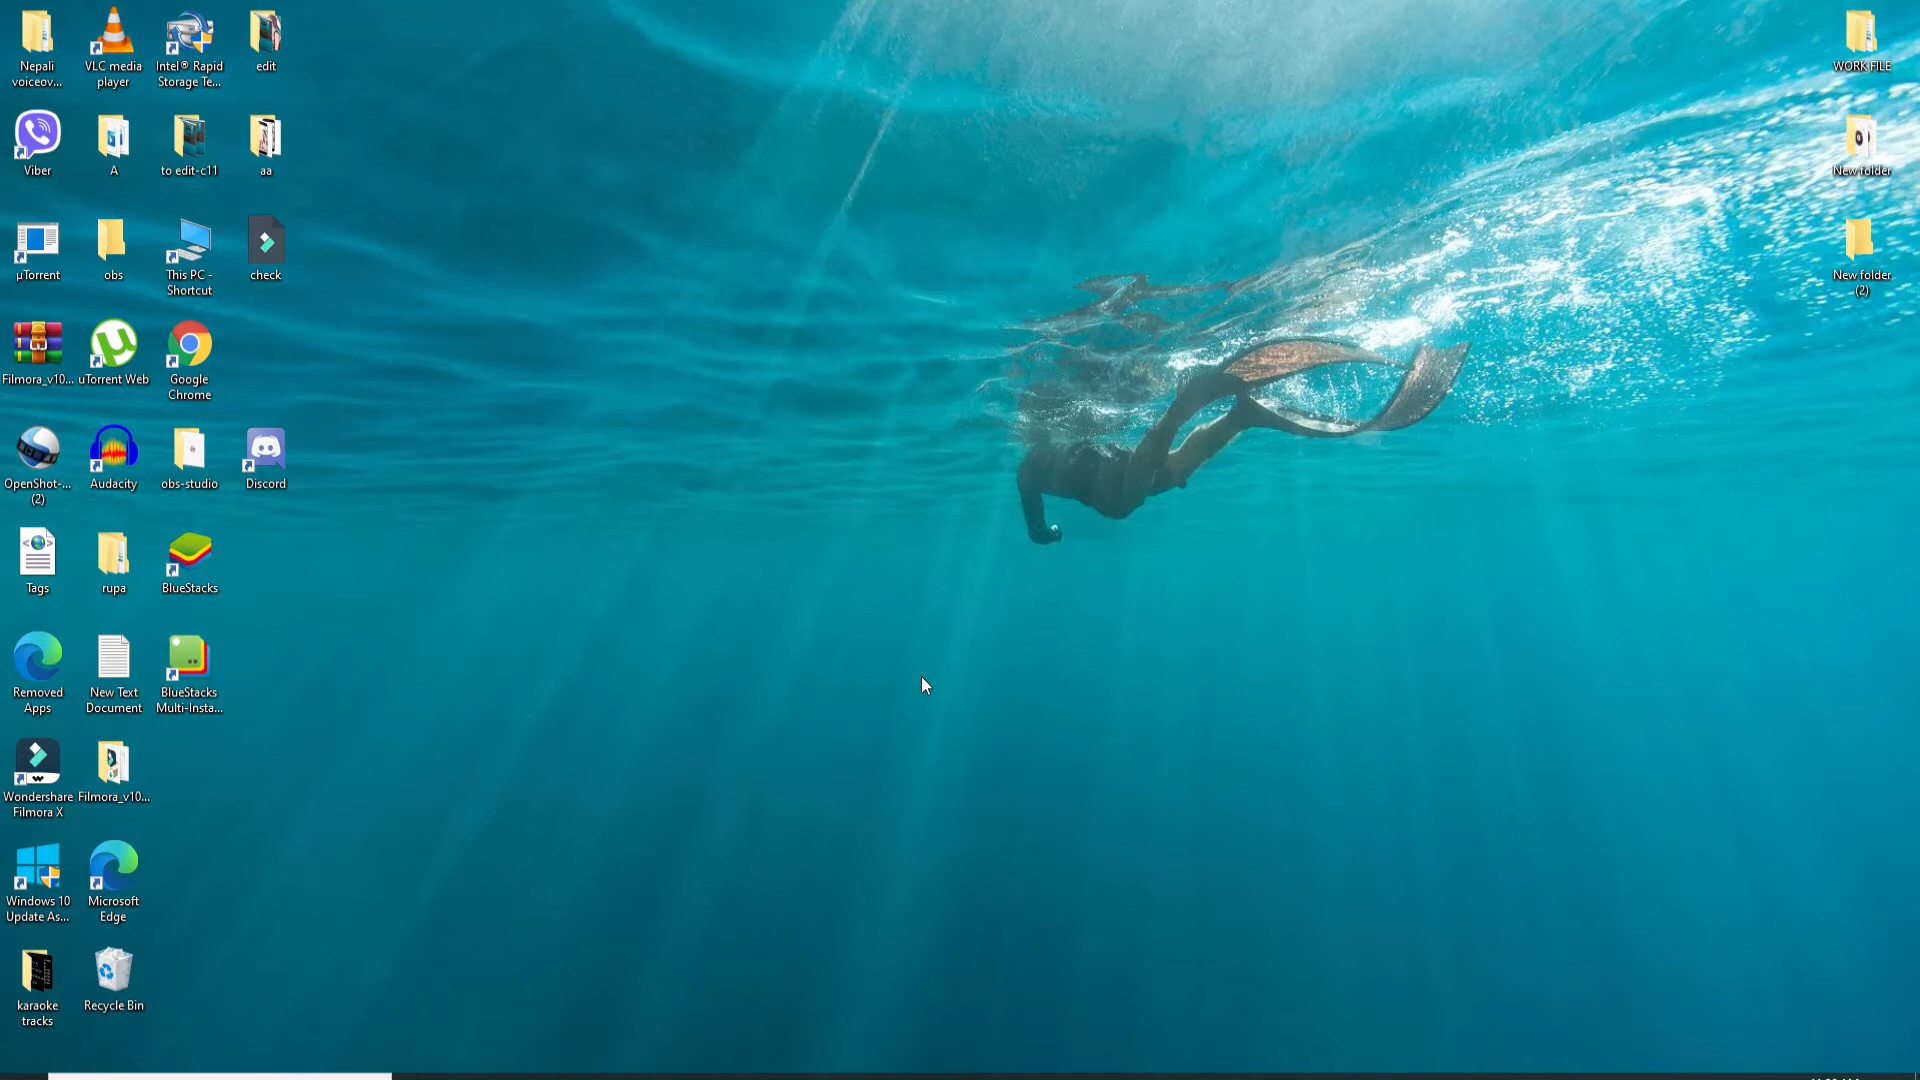 Nepali
voiceov...
VLC media
player
Intel® Rapid
Storage Te...
edit
WORK FILE
Viber
A
to edit-c11
aa
New folder
µTorrent
obs
This PC -
Shortcut
check
New folder
(2)
Filmora_v10...
uTorrent Web
Google
Chrome
OpenShot-...
(2)
Audacity
obs-studio
Discord
Tags
rupa
BlueStacks
Removed
Apps
New Text
Document
BlueStacks
Multi-Insta...
Wondershare
Filmora X
Filmora_v10...
Windows 10
Update As...
Microsoft
Edge
karaoke
tracks
Recycle Bin